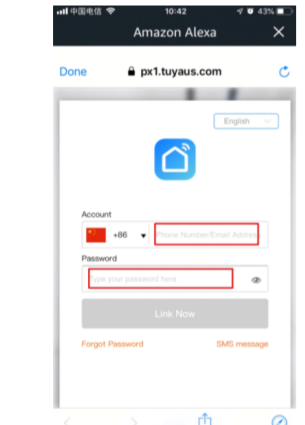 中国电信 10:42 43%
Amazon Alexa
Done px1.tuyaus.com
English
Account
+86 Phone Number/Email Address
Password
Type your password here
Link Now
Forgot Password SMS message